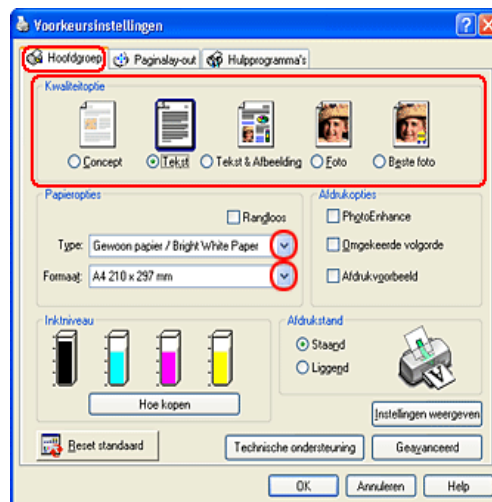 Voorkeursinstellingen
Hoofdgroep Paginalay-out Hulpprogramma's
Kwaliteitoptie
Concept Tekst Tekst & Afbeelding Foto Beste foto
Papieropties
Randloos
Type: Gewoon papier / Bright White Paper
Formaat: A4 210 x 297 mm
Afdrukopties
PhotoEnhance
Omgekeerde volgorde
Afdrukvoorbeeld
Inktniveau
Hoe kopen
Afdrukstand
Staand
Liggend
A
Instellingen weergeven
Reset standaard Technische ondersteuning Geavanceerd
OK Annuleren Help